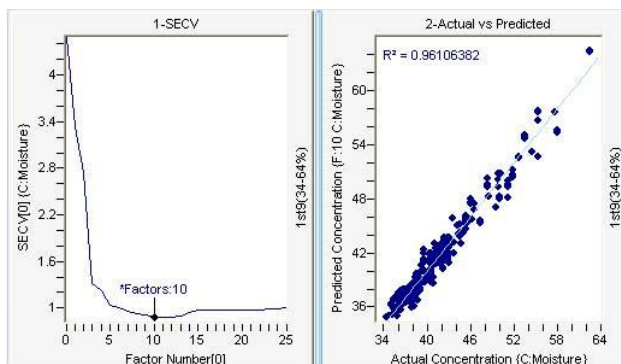 1-SECV
SECV[0] {C:Moisture}
4
3.4
2.8
2.2
1.6
1
*Factors:10
0
5
10
15
20
25
Factor Number[0]
1st9(34-64%)
2-Actual vs Predicted
R² = 0.96106382
Predicted Concentration {F:10 C:Moisture}
60
54
48
42
36
34
40
46
52
58
64
Actual Concentration {C:Moisture}
1st9(34-64%)